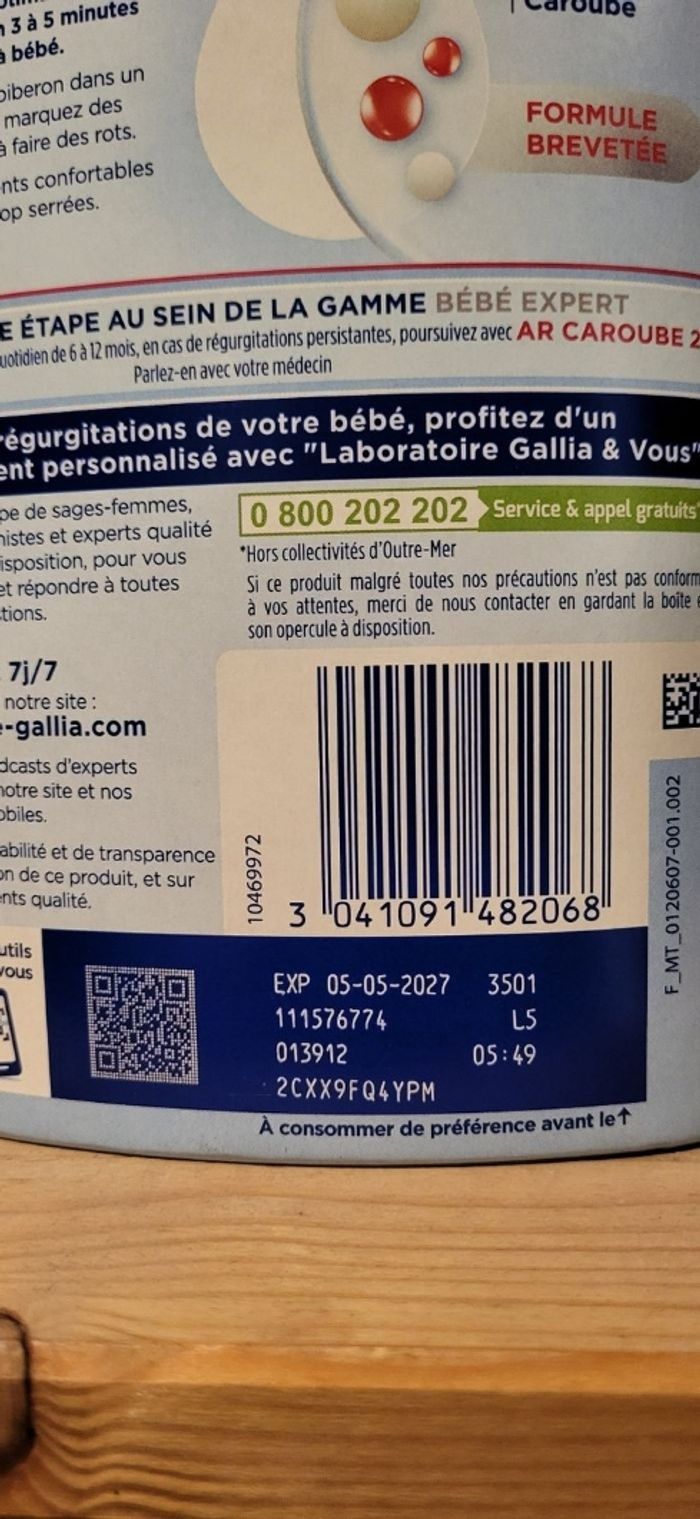 3 à 5 minutes
à bébé.
biberon dans un
marquez des
à faire des rots.
confortables
serrées.
Caroube
FORMULE
BREVETÉE
E ÉTAPE AU SEIN DE LA GAMME BÉBÉ EXPERT
uotidien de 6 à 12 mois, en cas de régurgitations persistantes, poursuivez avec AR CAROUBE 2
Parlez-en avec votre médecin
régurgitations de votre bébé, profitez d'un
ent personnalisé avec "Laboratoire Gallia & Vous"
pe de sages-femmes,
nistes et experts qualité
isposition, pour vous
et répondre à toutes
tions.
7j/7
notre site :
e-gallia.com
dcasts d'experts
notre site et nos
obiles.
abilité et de transparence
on de ce produit, et sur
ents qualité.
utils
vous
0 800 202 202 Service & appel gratuits*
*Hors collectivités d'Outre-Mer
Si ce produit malgré toutes nos précautions n'est pas conform
à vos attentes, merci de nous contacter en gardant la boîte e
son opercule à disposition.
10469972
3 041091 482068
F_MT_0120607-001.002
EXP 05-05-2027 3501
111576774 L5
013912 05:49
2CXX9FQ4YPM
À consommer de préférence avant le↑